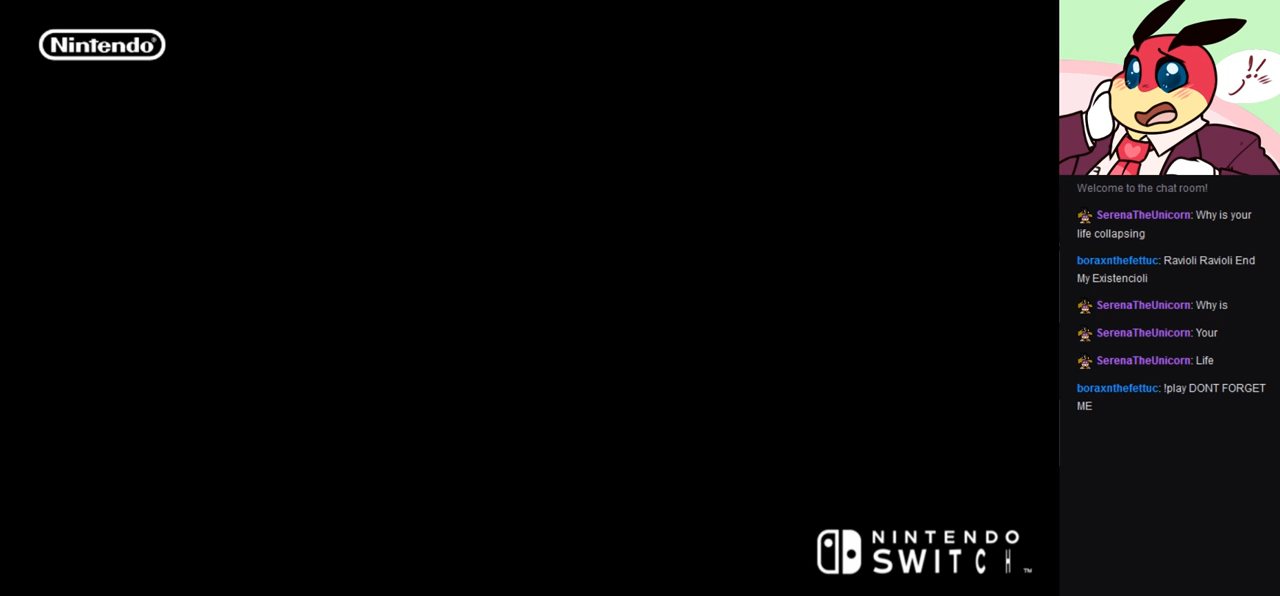 Nintendo®
Welcome to the chat room!
SerenaTheUnicorn: Why is your
life collapsing
boraxnthefettuc: Ravioli Ravioli End
My Existencioli
SerenaTheUnicorn: Why is
SerenaTheUnicorn: Your
SerenaTheUnicorn: Life
boraxnthefettuc: !play DONT FORGET
ME
NINTENDO
SWITCH ™